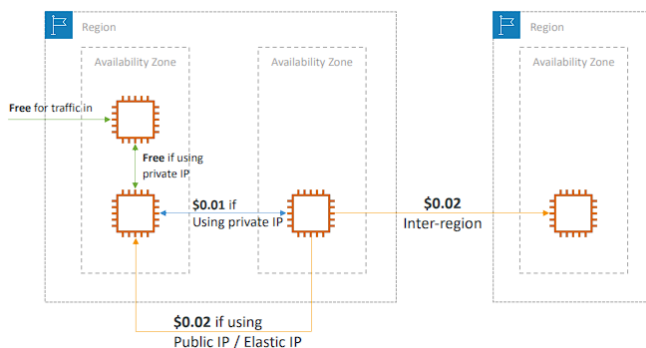 Region
Region
Availability Zone
Availability Zone
Availability Zone
Free for traffic in
Free if using
private IP
$0.01 if
Using private IP
$0.02
Inter-region
$0.02 if using
Public IP / Elastic IP